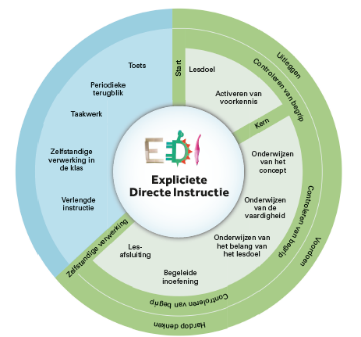 Start
Lesdoel
Activeren van
voorkennis
Kern
Onderwijzen
van het
concept
Onderwijzen
van de
vaardigheid
Onderwijzen van
het belang van
het lesdoel
Begeleide
inoefening
Les-
afsluiting
Zelfstandige verwerking
Verlengde
instructie
Zelfstandige
verwerking in
de klas
Taakwerk
Periodieke
terugblik
Toets
Uitleggen
Controleren van begrip
Controleren van begrip
Voordoen
Controleren van begrip
Hardop denken
EDI
Expliciete
Directe Instructie